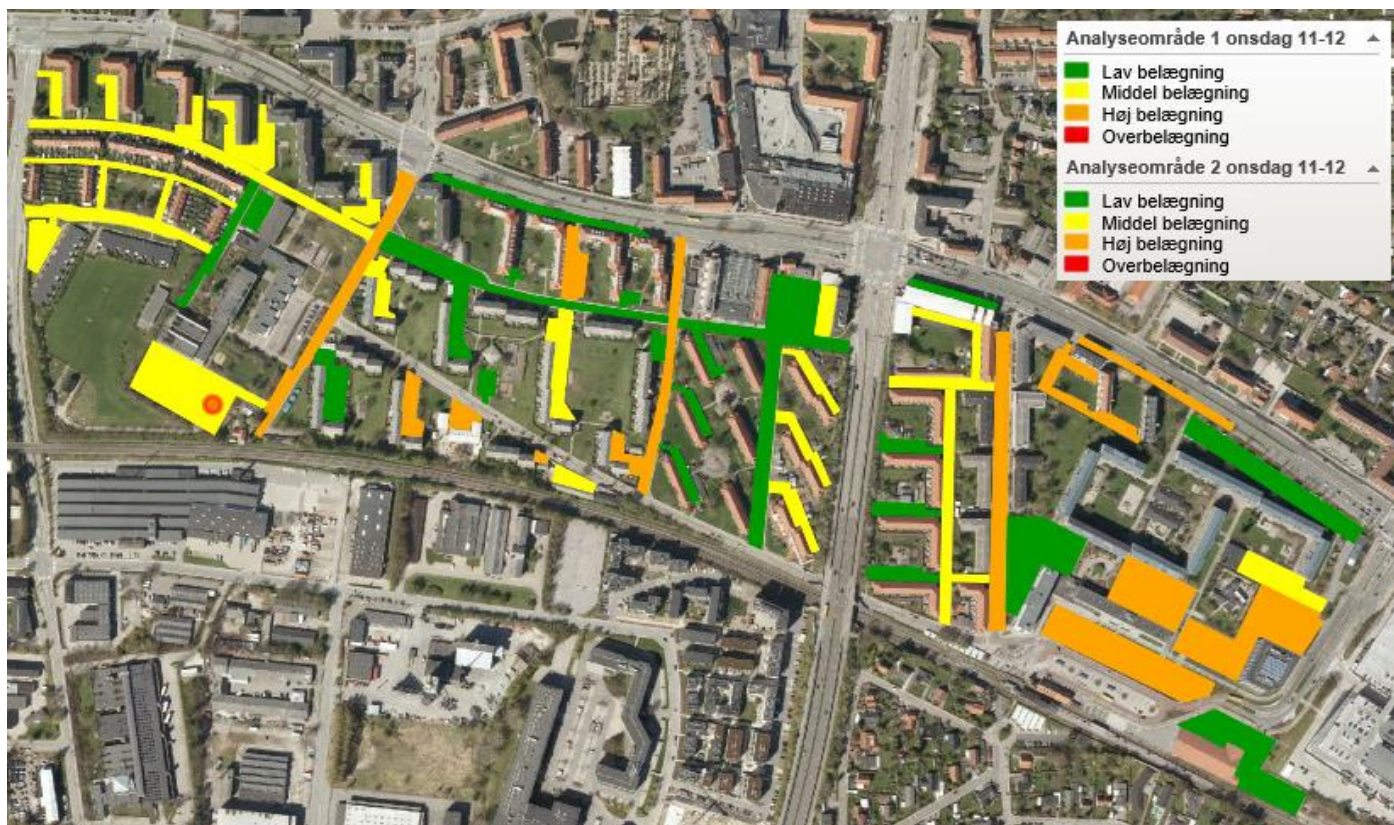 Analyseområde 1 onsdag 11-12
Lav belægning
Middel belægning
Høj belægning
Overbelægning
Analyseområde 2 onsdag 11-12
Lav belægning
Middel belægning
Høj belægning
Overbelægning